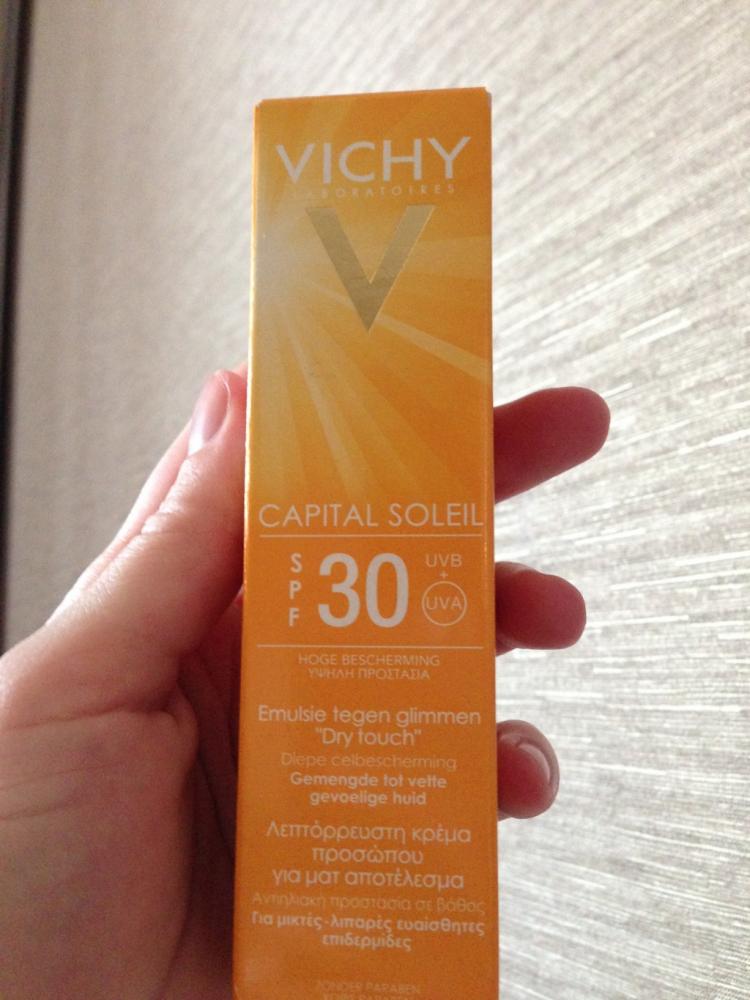 VICHY
LABORATOIRES
V
CAPITAL SOLEIL
SPF 30 UVB + UVA
HOGE BESCHERMING
ΥΨΗΛΗ ΠΡΟΣΤΑΣΙΑ
Emulsie tegen glimmen
"Dry touch"
Diepe celbescherming
Gemengde tot vette
gevoelige huid
Λεπτόρρευστη κρέμα
προσώπου
για ματ αποτέλεσμα
Αντηλιακή προστασία σε βάθος
Για μικτές-λιπαρές ευαίσθητες
επιδερμίδες
ZONDER PARABEN